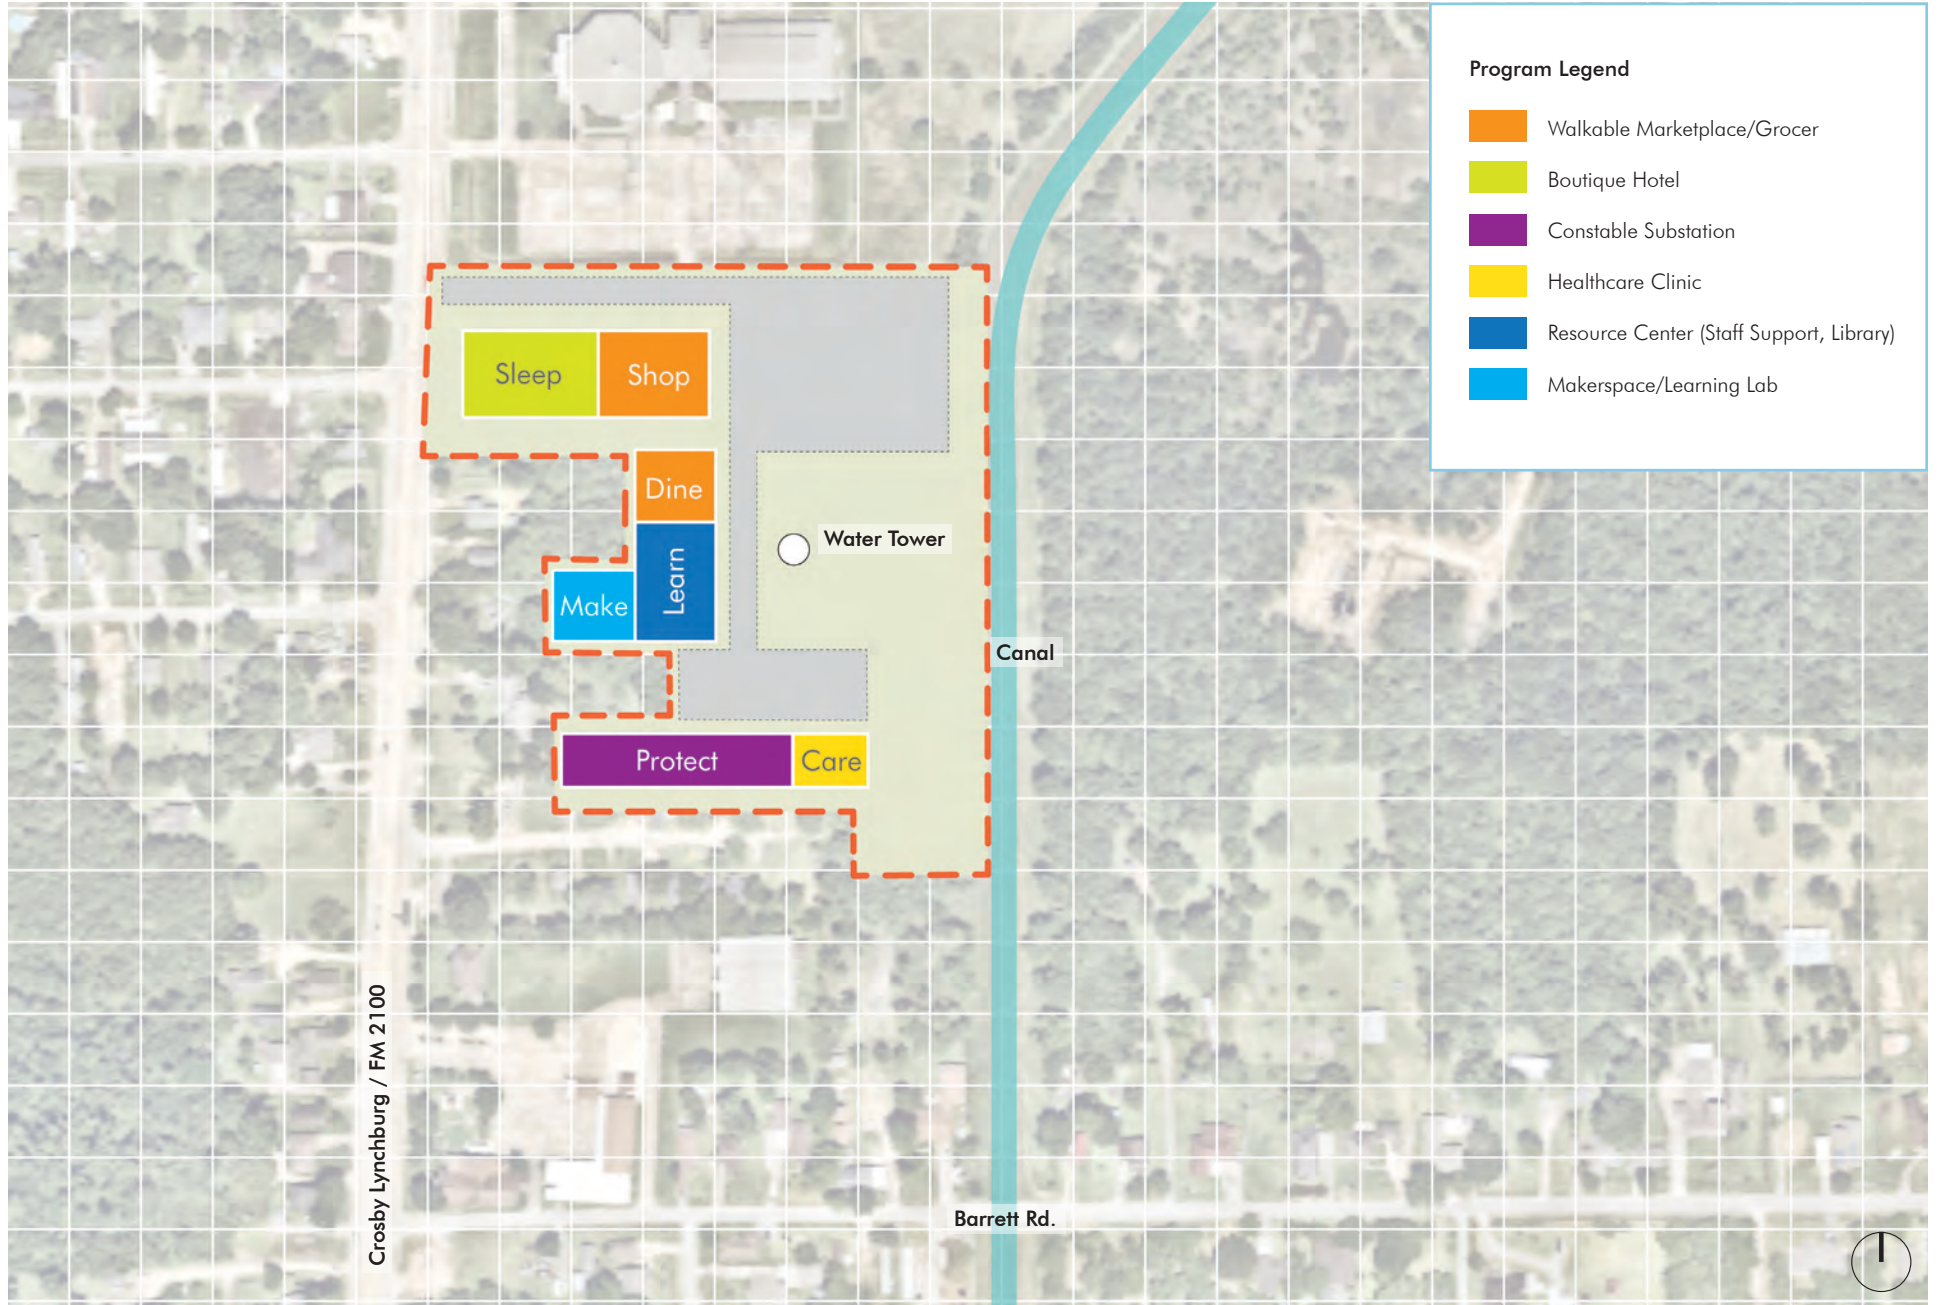 Program Legend
Walkable Marketplace/Grocer
Boutique Hotel
Constable Substation
Healthcare Clinic
Resource Center (Staff Support, Library)
Makerspace/Learning Lab
Sleep
Shop
Dine
Water Tower
Learn
Make
Canal
Protect
Care
Crosby Lynchburg / FM 2100
Barrett Rd.